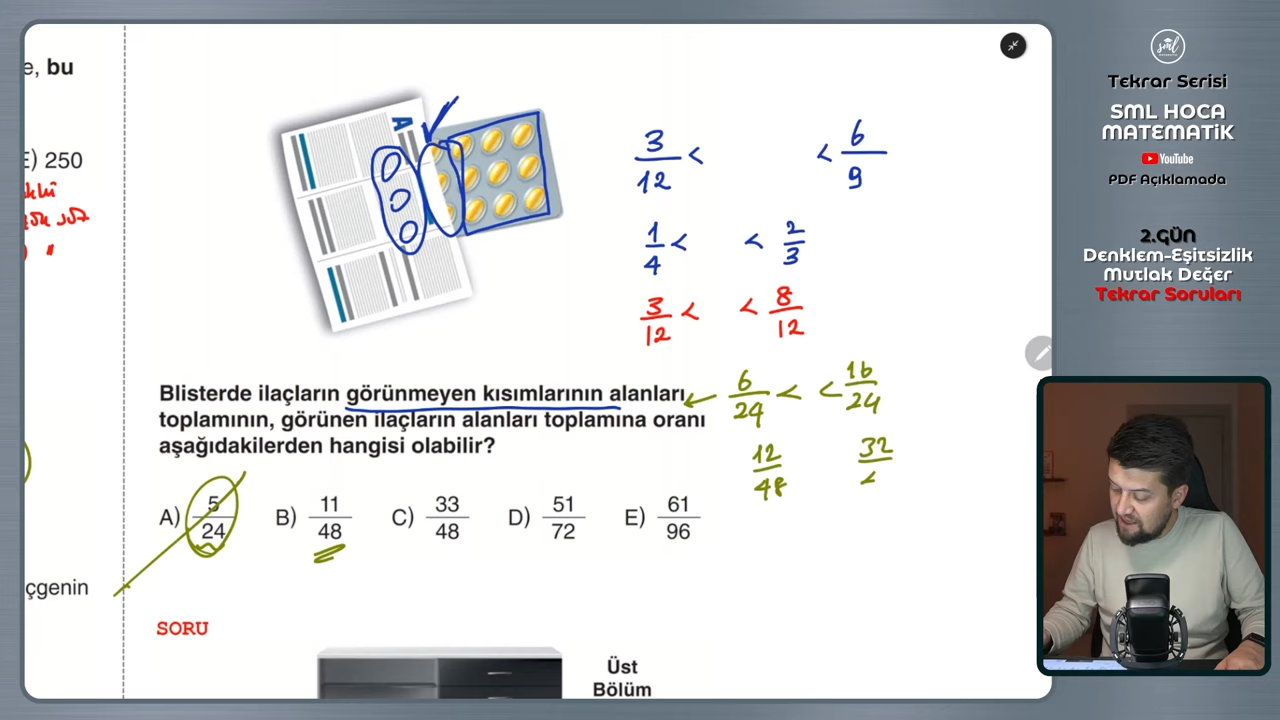 e, bu
E) 250
A
3/12 < < 6/9
1/4 < < 2/3
3/12 < < 8/12
6/24 < < 16/24
12/48 32/4
Blisterde ilaçların görünmeyen kısımlarının alanları
toplamının, görünen ilaçların alanları toplamına oranı
aşağıdakilerden hangisi olabilir?
A) 5/24 B) 11/48 C) 33/48 D) 51/72 E) 61/96
çgenin
SORU
Üst
Bölüm
sml
Tekrar Serisi
SML HOCA
MATEMATİK
YouTube
PDF Açıklamada
2.GÜN
Denklem-Eşitsizlik
Mutlak Değer
Tekrar Soruları